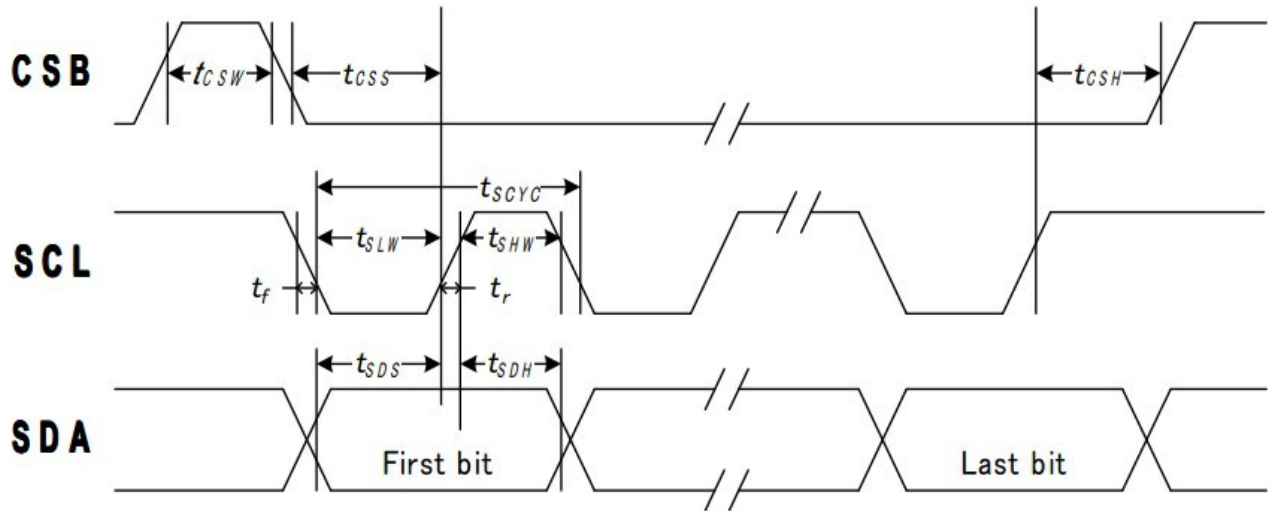 CSB
tCSW
tCSS
tCSH
tSCYC
SCL
tSLW
tSHW
tf
tr
tSDS
tSDH
SDA
First bit
Last bit